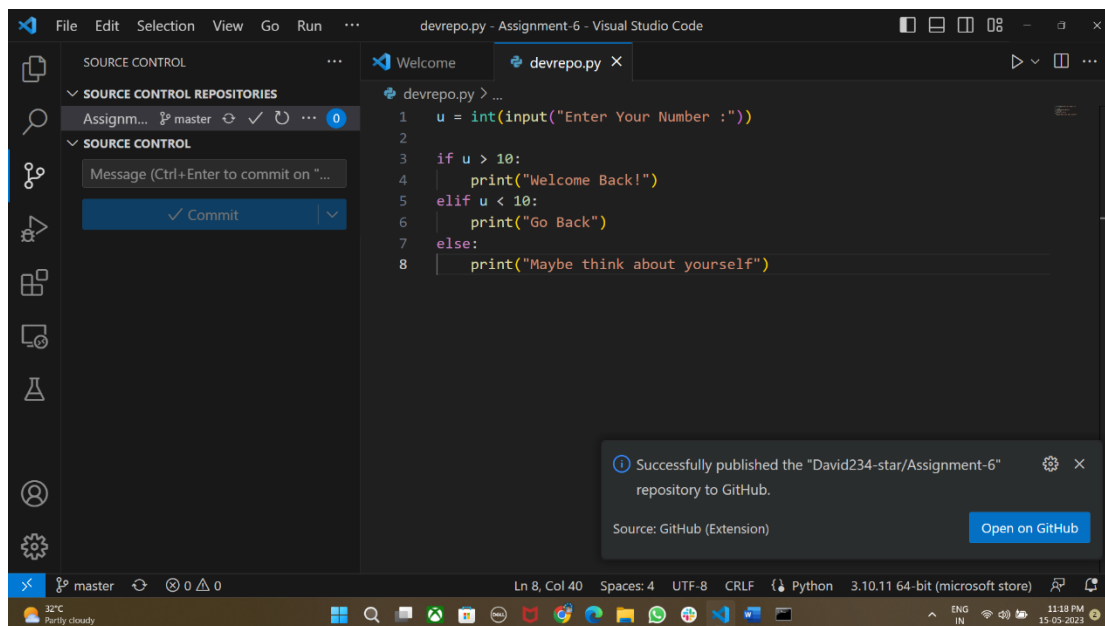 File Edit Selection View Go Run ··· devrepo.py - Assignment-6 - Visual Studio Code
SOURCE CONTROL ···
Welcome devrepo.py
SOURCE CONTROL REPOSITORIES
devrepo.py > ...
Assignm... master ··· 0
SOURCE CONTROL
Message (Ctrl+Enter to commit on "...
Commit
1 u = int(input("Enter Your Number :"))
2
3 if u > 10:
4 print("Welcome Back!")
5 elif u < 10:
6 print("Go Back")
7 else:
8 print("Maybe think about yourself")
Successfully published the "David234-star/Assignment-6"
repository to GitHub.
Source: GitHub (Extension) Open on GitHub
master 0 0 Ln 8, Col 40 Spaces: 4 UTF-8 CRLF Python 3.10.11 64-bit (microsoft store)
32°C
Partly cloudy
ENG
IN
11:18 PM
15-05-2023
2